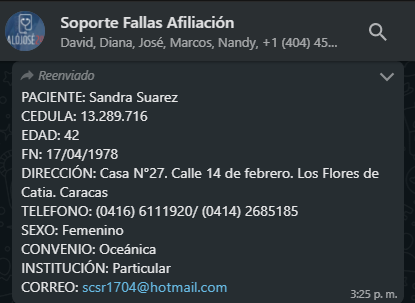 Soporte Fallas Afiliación
David, Diana, José, Marcos, Nandy, +1 (404) 45...
ALÓJOSÉ
Reenviado
PACIENTE: Sandra Suarez
CEDULA: 13.289.716
EDAD: 42
FN: 17/04/1978
DIRECCIÓN: Casa N°27. Calle 14 de febrero. Los Flores de
Catia. Caracas
TELEFONO: (0416) 6111920/ (0414) 2685185
SEXO: Femenino
CONVENIO: Oceánica
INSTITUCIÓN: Particular
CORREO: scsr1704@hotmail.com
3:25 p. m.